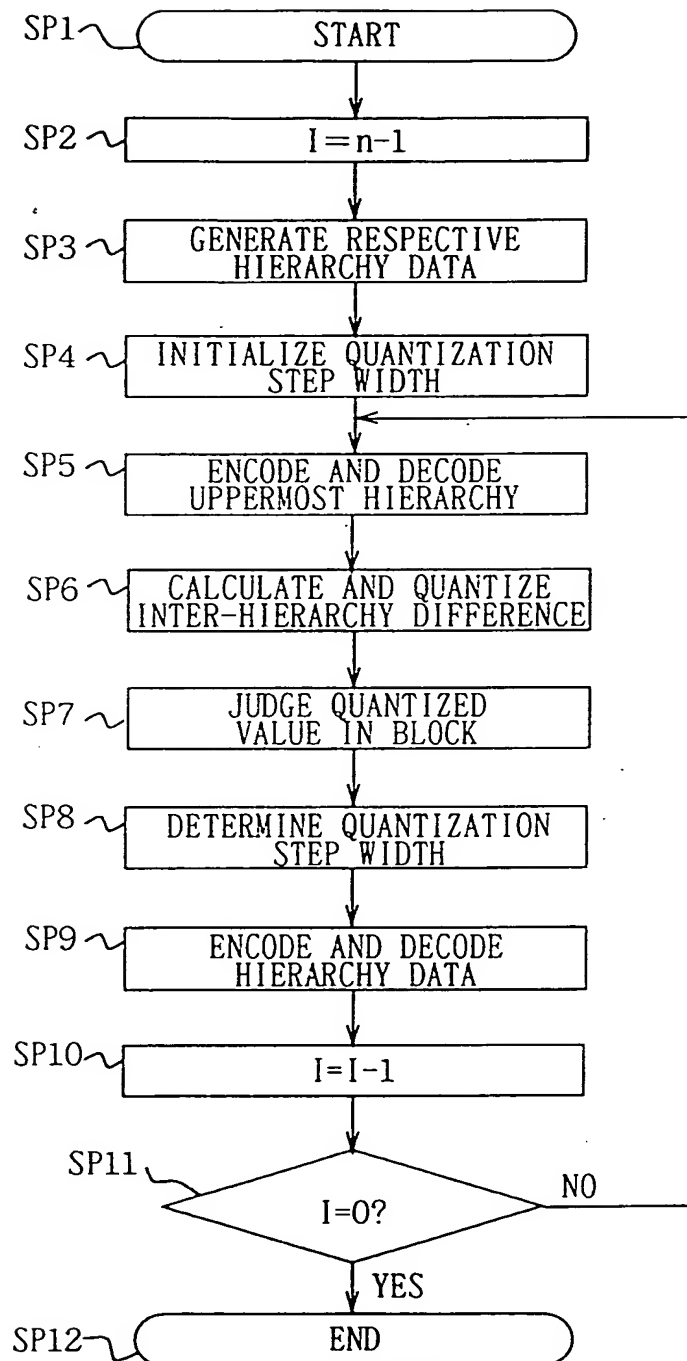 SP1
START
SP2
I=n-1
SP3
GENERATE RESPECTIVE
HIERARCHY DATA
SP4
INITIALIZE QUANTIZATION
STEP WIDTH
SP5
ENCODE AND DECODE
UPPERMOST HIERARCHY
SP6
CALCULATE AND QUANTIZE
INTER-HIERARCHY DIFFERENCE
SP7
JUDGE QUANTIZED
VALUE IN BLOCK
SP8
DETERMINE QUANTIZATION
STEP WIDTH
SP9
ENCODE AND DECODE
HIERARCHY DATA
SP10
I=I-1
SP11
I=0?
NO
YES
SP12
END